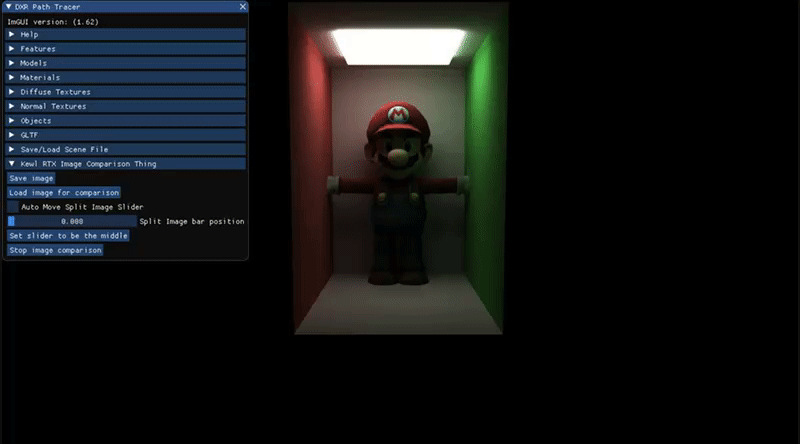 DXR Path Tracer
ImGUI version: (1.62)
Help
Features
Models
Materials
Diffuse Textures
Normal Textures
Objects
GLTF
Save/Load Scene File
Kewl RTX Image Comparison Thing
Save image
Load image for comparison
Auto Move Split Image Slider
0.000 Split Image bar position
Set slider to be the middle
Stop image comparison
M